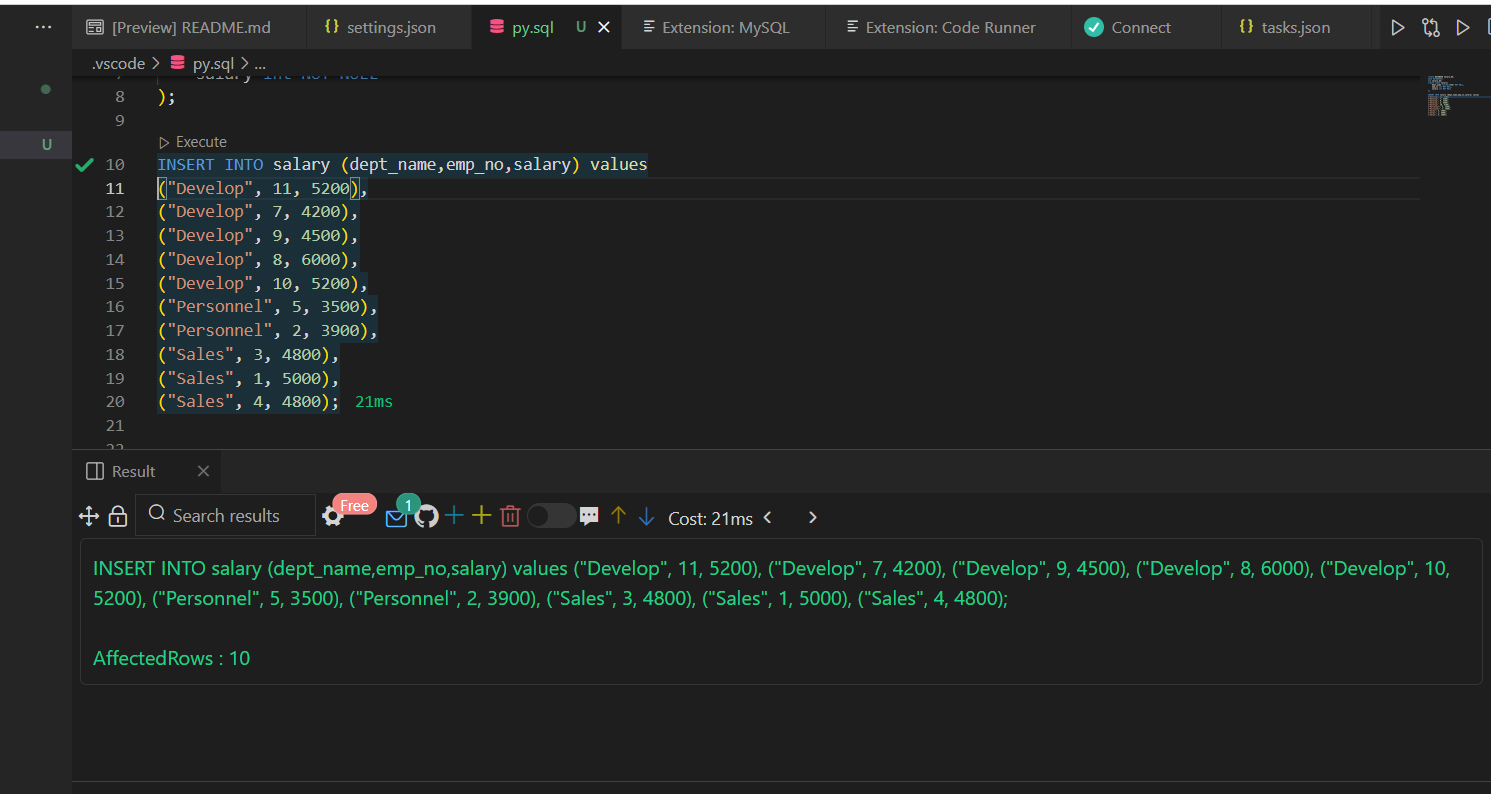 [Preview] README.md
settings.json
py.sql U
Extension: MySQL
Extension: Code Runner
Connect
tasks.json
.vscode > py.sql > ...
7 salary int NOT NULL
8 );
9
Execute
10 INSERT INTO salary (dept_name,emp_no,salary) values
11 ("Develop", 11, 5200),
12 ("Develop", 7, 4200),
13 ("Develop", 9, 4500),
14 ("Develop", 8, 6000),
15 ("Develop", 10, 5200),
16 ("Personnel", 5, 3500),
17 ("Personnel", 2, 3900),
18 ("Sales", 3, 4800),
19 ("Sales", 1, 5000),
20 ("Sales", 4, 4800); 21ms
21
22
U
Result
Search results
Free
1
Cost: 21ms
INSERT INTO salary (dept_name,emp_no,salary) values ("Develop", 11, 5200), ("Develop", 7, 4200), ("Develop", 9, 4500), ("Develop", 8, 6000), ("Develop", 10,
5200), ("Personnel", 5, 3500), ("Personnel", 2, 3900), ("Sales", 3, 4800), ("Sales", 1, 5000), ("Sales", 4, 4800);
AffectedRows : 10